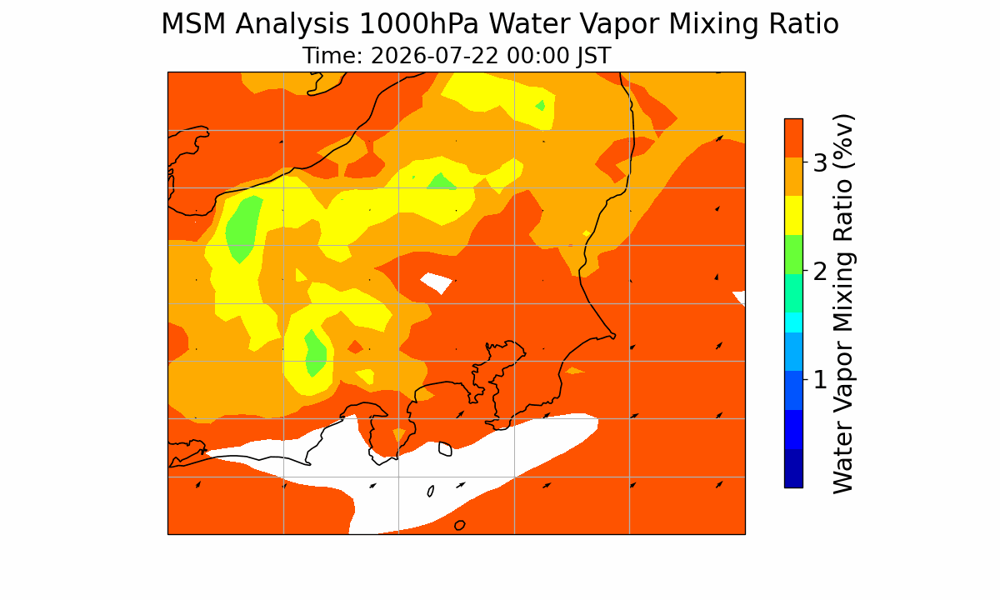 MSM Analysis 1000hPa Water Vapor Mixing Ratio
Time: 2026-07-22 00:00 JST
3
2
1
Water Vapor Mixing Ratio (%v)